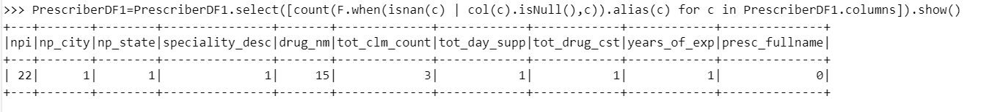 >>> PrescriberDF1=PrescriberDF1.select([count(F.when(isnan(c) | col(c).isNull(),c)).alias(c) for c in PrescriberDF1.columns]).show()
+---+-------+--------+---------------+-------+-------------+------------+------------+------------+--------------+
|npi|np_city|np_state|speciality_desc|drug_nm|tot_clm_count|tot_day_supp|tot_drug_cst|years_of_exp|presc_fullname|
+---+-------+--------+---------------+-------+-------------+------------+------------+------------+--------------+
| 22|      1|       1|              1|     15|            3|           1|           1|           1|             0|
+---+-------+--------+---------------+-------+-------------+------------+------------+------------+--------------+